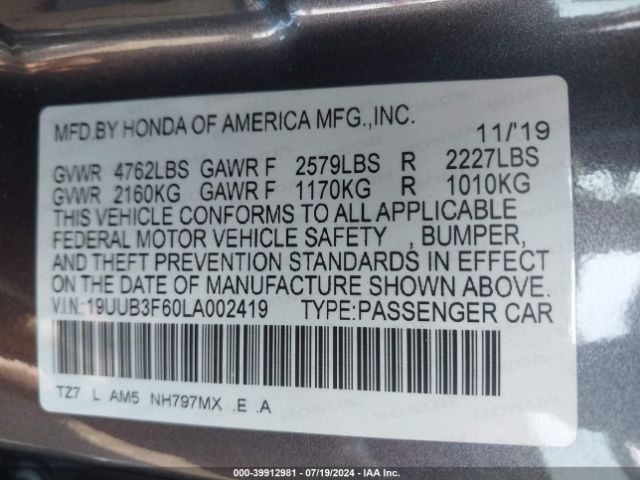 MFD.BY HONDA OF AMERICA MFG.,INC. 11/'19
GVWR 4762LBS GAWR F 2579LBS R 2227LBS
GVWR 2160KG GAWR F 1170KG R 1010KG
THIS VEHICLE CONFORMS TO ALL APPLICABLE
FEDERAL MOTOR VEHICLE SAFETY , BUMPER,
AND THEFT PREVENTION STANDARDS IN EFFECT
ON THE DATE OF MANUFACTURE SHOWN ABOVE.
V.I.N.:19UUB3F60LA002419 TYPE:PASSENGER CAR
TZ7 L AM5 NH797MX .E .A
000-39912981 - 07/19/2024 - IAA Inc.